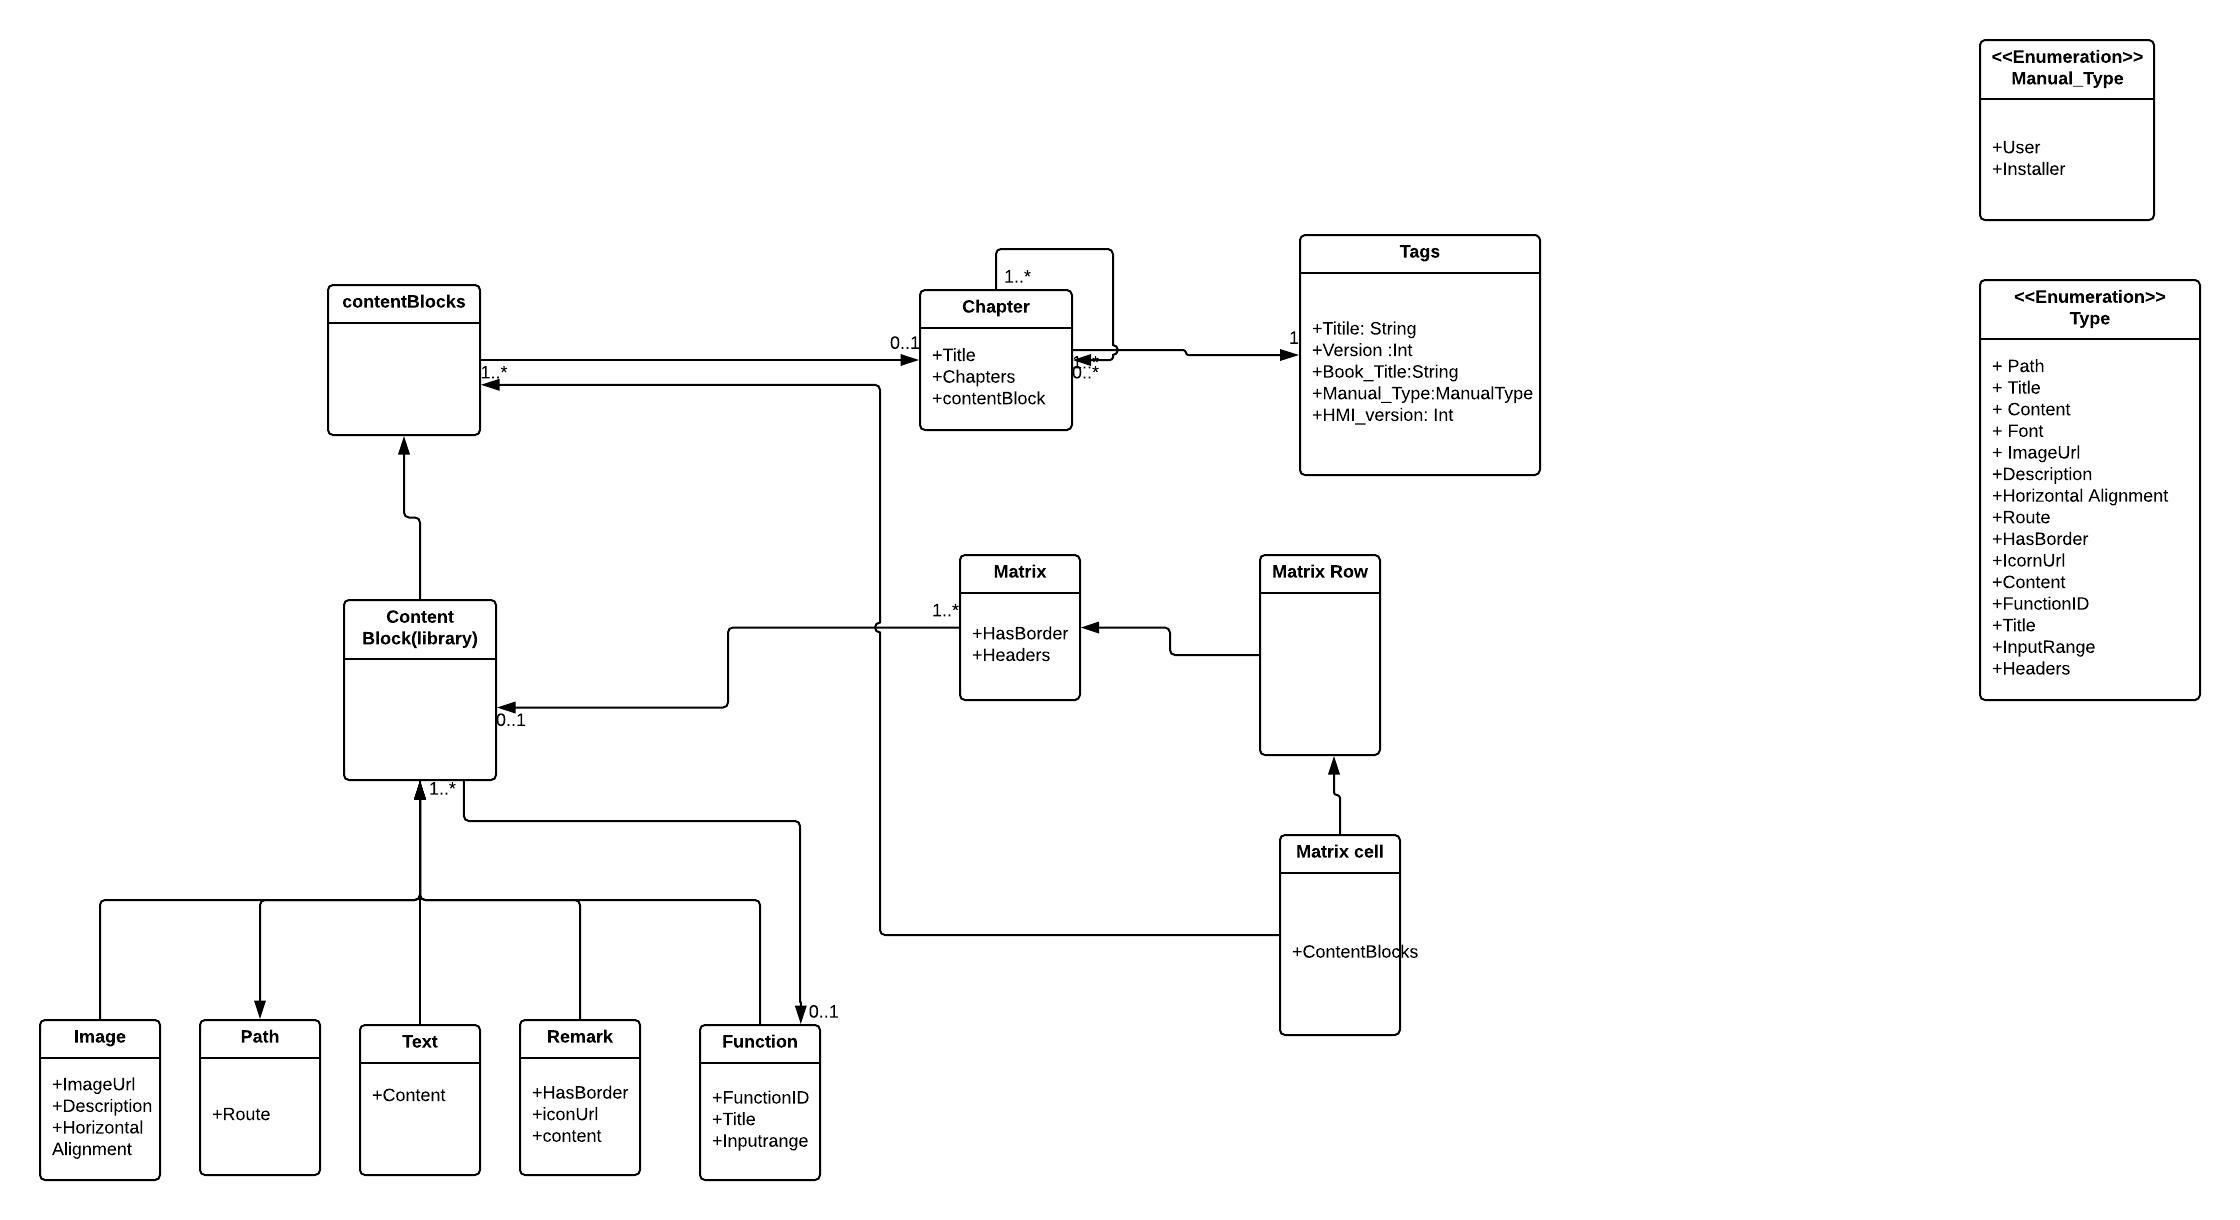 <<Enumeration>>
Manual_Type
+User
+Installer
Tags
+Titile: String
+Version :Int
+Book_Title:String
+Manual_Type:ManualType
+HMI_version: Int
1..*
Chapter
+Title
+Chapters
+contentBlock
0..1
1
1..*
0..*
contentBlocks
1..*
<<Enumeration>>
Type
+ Path
+ Title
+ Content
+ Font
+ ImageUrl
+Description
+Horizontal Alignment
+Route
+HasBorder
+IcornUrl
+Content
+FunctionID
+Title
+InputRange
+Headers
Content
Block(library)
0..1
1..*
1..*
Matrix
+HasBorder
+Headers
Matrix Row
Matrix cell
+ContentBlocks
Image
+ImageUrl
+Description
+Horizontal
Alignment
Path
+Route
Text
+Content
Remark
+HasBorder
+iconUrl
+content
0..1
Function
+FunctionID
+Title
+Inputrange